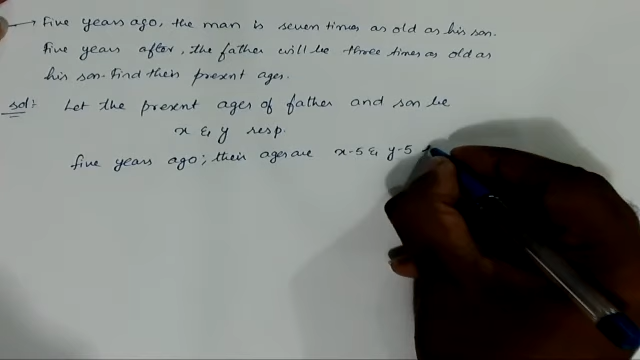 Five years ago, the man is seven times as old as his son.
Five years after, the father will be three times as old as
his son. Find their present ages.
sol: Let the present ages of father and son be
x & y resp.
five years ago; their ages are x-5 & y-5